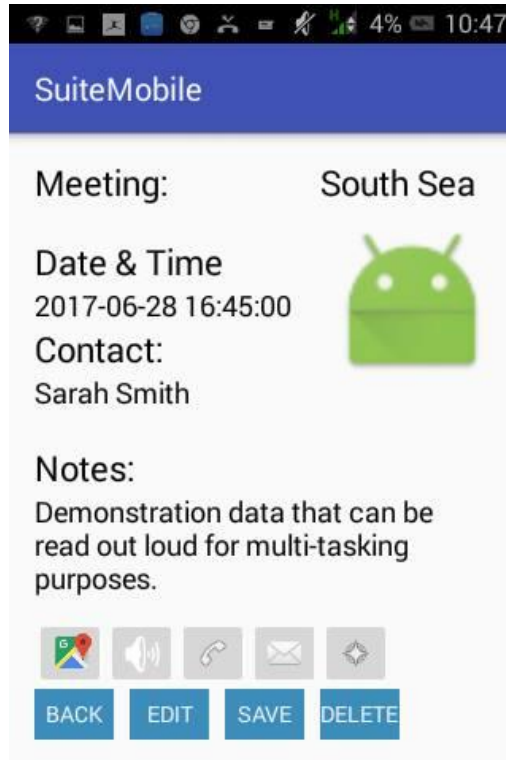 4% 10:47
SuiteMobile
Meeting: South Sea
Date & Time
2017-06-28 16:45:00
Contact:
Sarah Smith
Notes:
Demonstration data that can be
read out loud for multi-tasking
purposes.
BACK EDIT SAVE DELETE